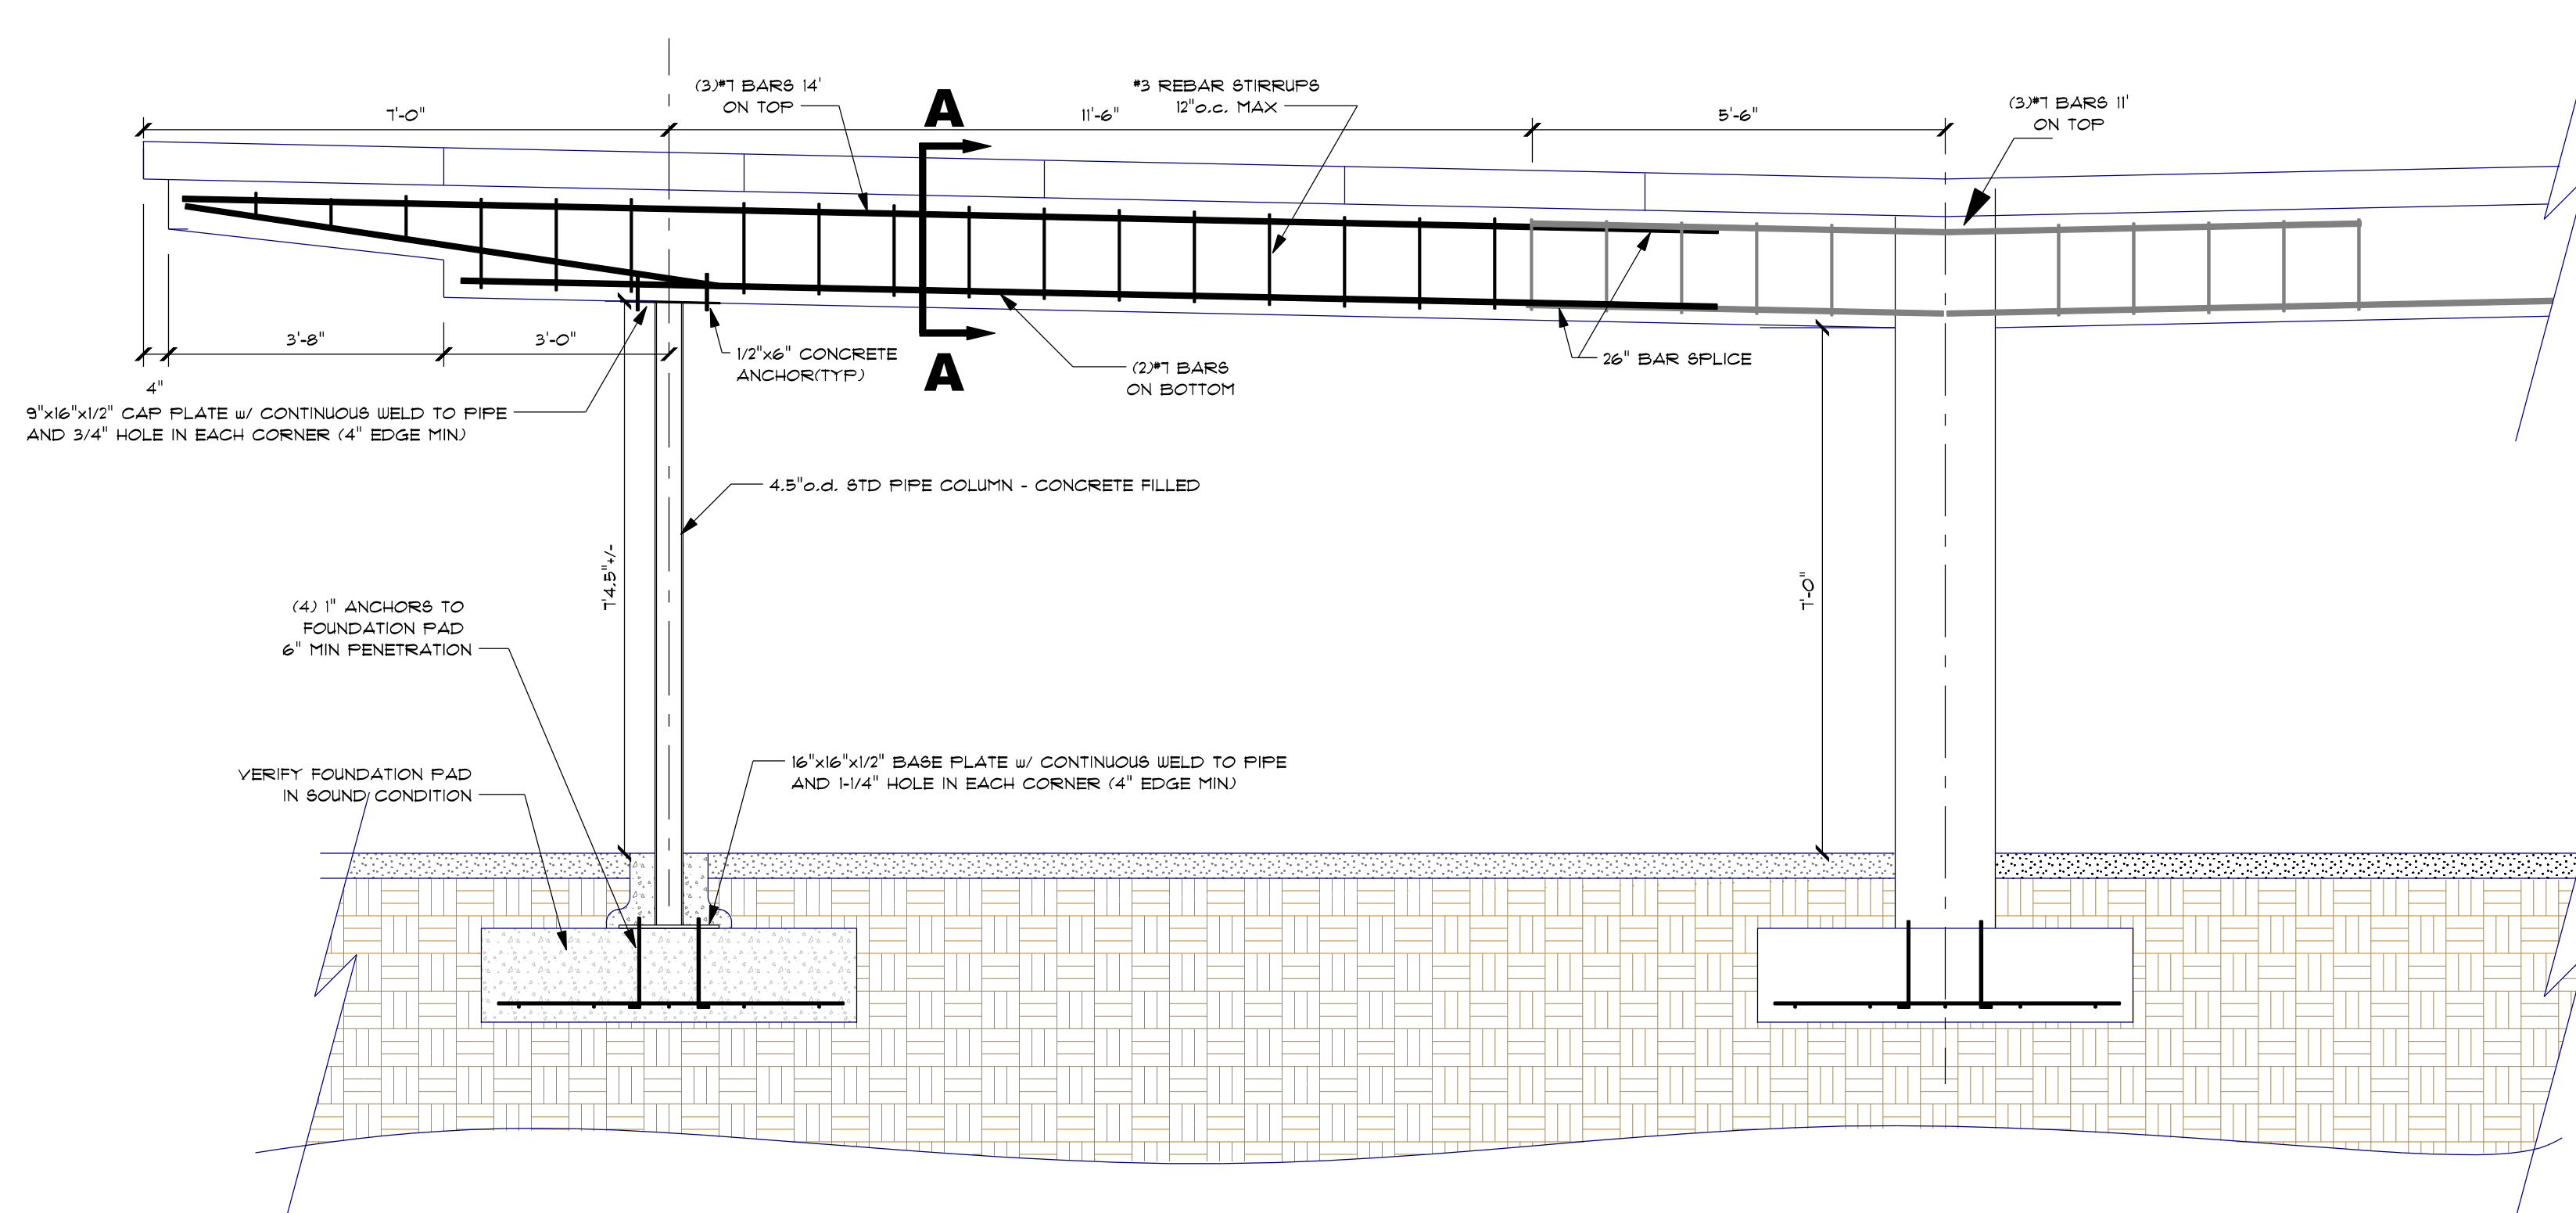 (3)#7 BARS 14'
ON TOP
#3 REBAR STIRRUPS
12"o.c. MAX
(3)#7 BARS 11'
ON TOP
7'-0"
11'-6"
5'-6"
A
A
3'-8"
3'-0"
4"
1/2"x6" CONCRETE
ANCHOR(TYP)
(2)#7 BARS
ON BOTTOM
26" BAR SPLICE
9"x16"x1/2" CAP PLATE w/ CONTINUOUS WELD TO PIPE
AND 3/4" HOLE IN EACH CORNER (4" EDGE MIN)
4.5"o.d. STD PIPE COLUMN - CONCRETE FILLED
7'4.5"+/-
7'-0"
(4) 1" ANCHORS TO
FOUNDATION PAD
6" MIN PENETRATION
VERIFY FOUNDATION PAD
IN SOUND CONDITION
16"x16"x1/2" BASE PLATE w/ CONTINUOUS WELD TO PIPE
AND 1-1/4" HOLE IN EACH CORNER (4" EDGE MIN)